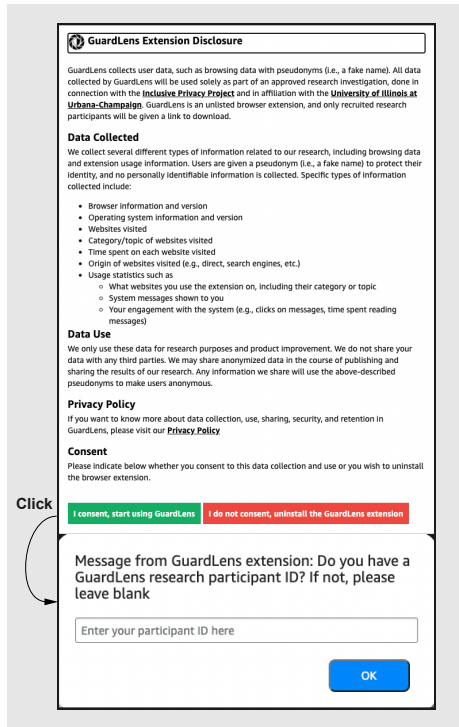 GuardLens Extension Disclosure
GuardLens collects user data, such as browsing data with pseudonyms (i.e., a fake name). All data
collected by GuardLens will be used solely as part of an approved research investigation, done in
connection with the Inclusive Privacy Project and in affiliation with the University of Illinois at
Urbana-Champaign. GuardLens is an unlisted browser extension, and only recruited research
participants will be given a link to download.
Data Collected
We collect several different types of information related to our research, including browsing data
and extension usage information. Users are given a pseudonym (i.e., a fake name) to protect their
identity, and no personally identifiable information is collected. Specific types of information
collected include:
• Browser information and version
• Operating system information and version
• Websites visited
• Category/topic of websites visited
• Time spent on each website visited
• Origin of websites visited (e.g., direct, search engines, etc.)
• Usage statistics such as
○ What websites you use the extension on, including their category or topic
○ System messages shown to you
○ Your engagement with the system (e.g., clicks on messages, time spent reading
messages)
Data Use
We only use these data for research purposes and product improvement. We do not share your
data with any third parties. We may share anonymized data in the course of publishing and
sharing the results of our research. Any information we share will use the above-described
pseudonyms to make users anonymous.
Privacy Policy
If you want to know more about data collection, use, sharing, security, and retention in
GuardLens, please visit our Privacy Policy
Consent
Please indicate below whether you consent to this data collection and use or you wish to uninstall
the browser extension.
Click
I consent, start using GuardLens I do not consent, uninstall the GuardLens extension
Message from GuardLens extension: Do you have a
GuardLens research participant ID? If not, please
leave blank
Enter your participant ID here
OK